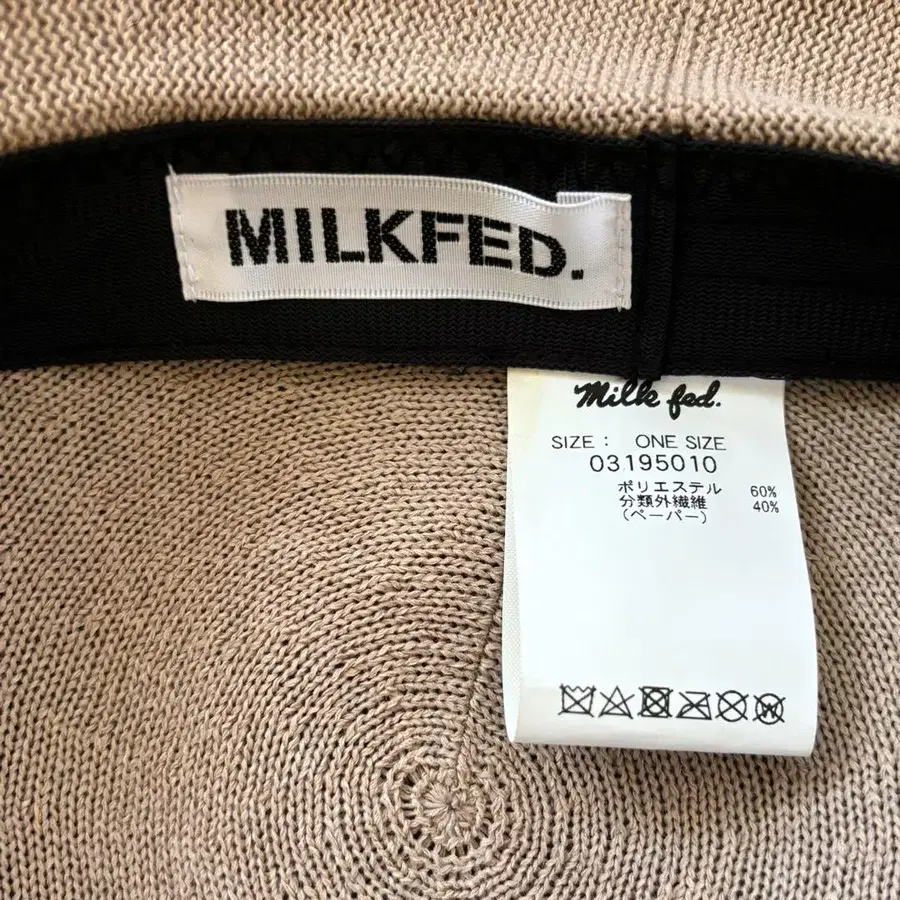 MILKFED.
Milk fed.
SIZE : ONE SIZE
03195010
ポリエステル 60%
分類外繊維 40%
(ペーパー)